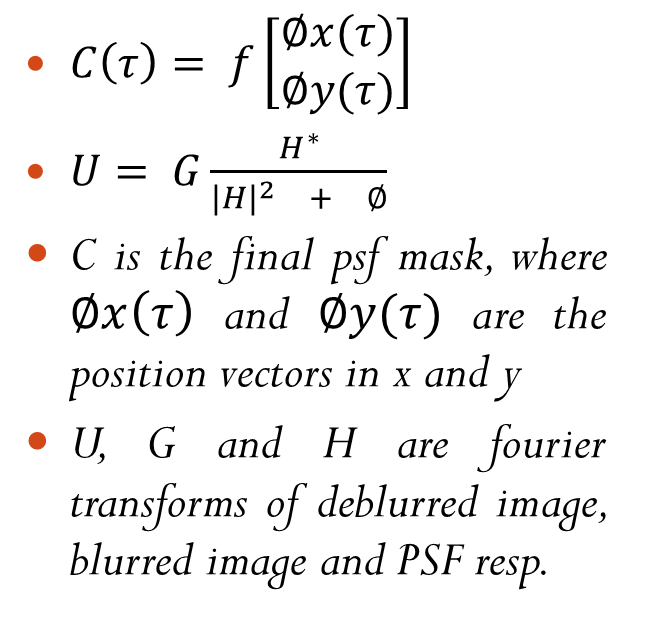 • C(τ) = f [∅x(τ) ∅y(τ)]
• U = G H* / |H|² + ∅
• C is the final psf mask, where
∅x(τ) and ∅y(τ) are the
position vectors in x and y
• U, G and H are fourier
transforms of deblurred image,
blurred image and PSF resp.